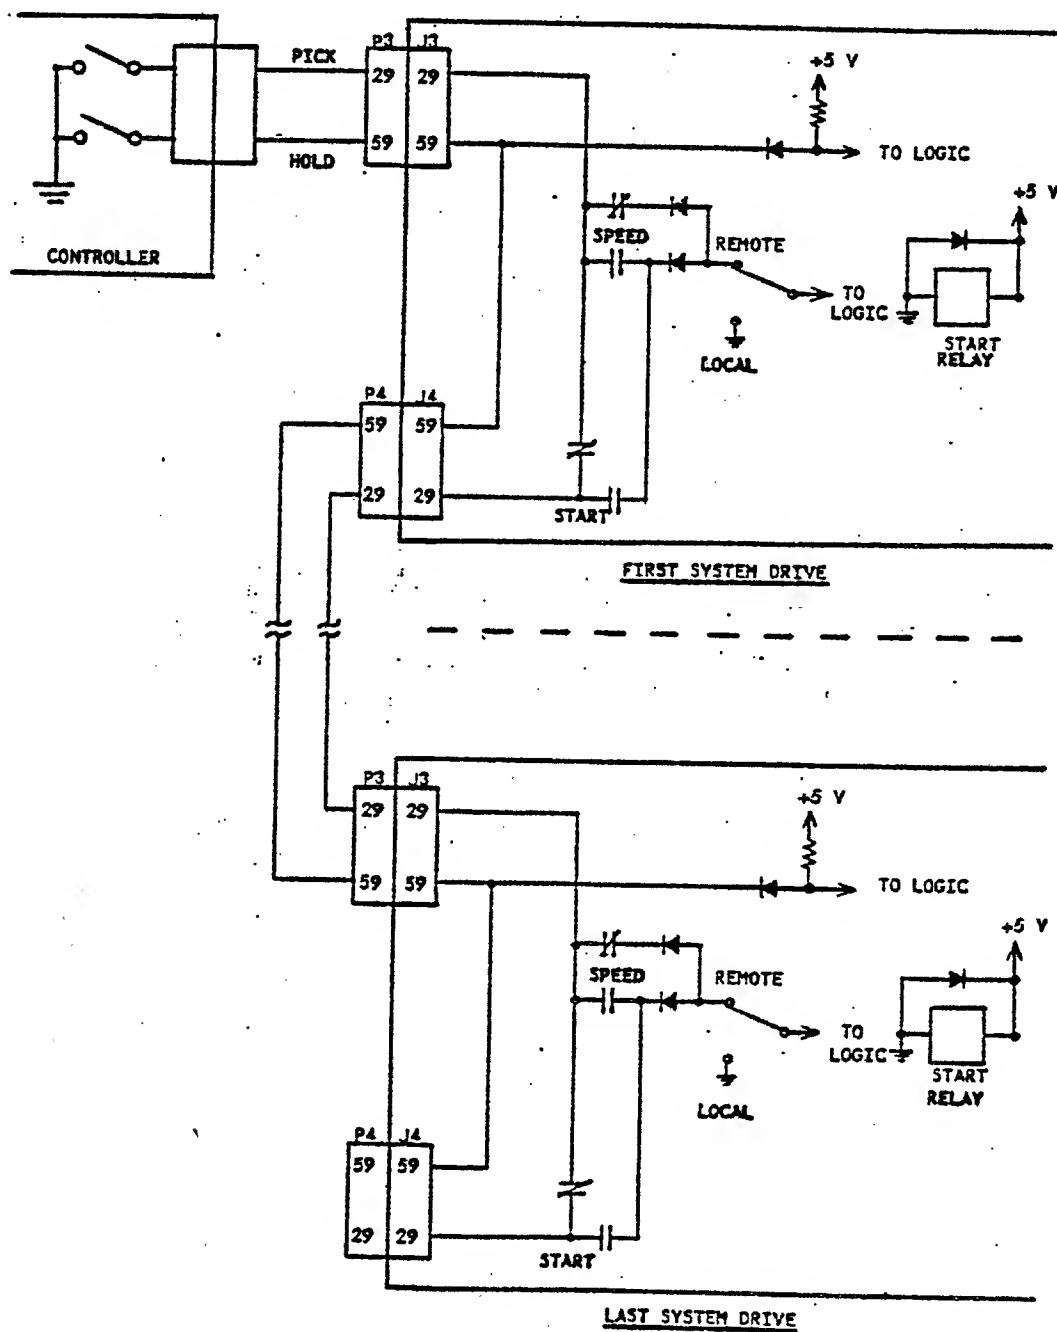 P3 J3
PICK
29 29
59 59
HOLD
CONTROLLER
+5 V
TO LOGIC
SPEED
REMOTE
TO
LOGIC
LOCAL
+5 V
START
RELAY
P4 J4
59 59
29 29
START
FIRST SYSTEM DRIVE
P3 J3
29 29
59 59
+5 V
TO LOGIC
SPEED
REMOTE
TO
LOGIC
LOCAL
+5 V
START
RELAY
P4 J4
59 59
29 29
START
LAST SYSTEM DRIVE